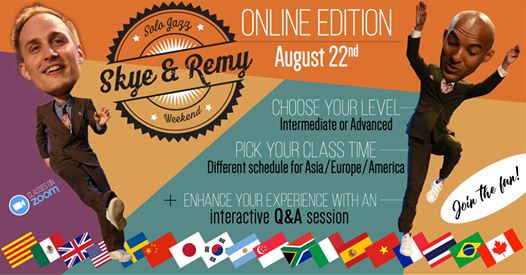 Solo Jazz
Skye & Remy
Weekend
ONLINE EDITION
August 22nd
CHOOSE YOUR LEVEL
Intermediate or Advanced
PICK YOUR CLASS TIME
Different schedule for Asia/Europe/America
+ ENHANCE YOUR EXPERIENCE WITH AN
interactive Q&A session
CLASSES ON
zoom
Join the fun!